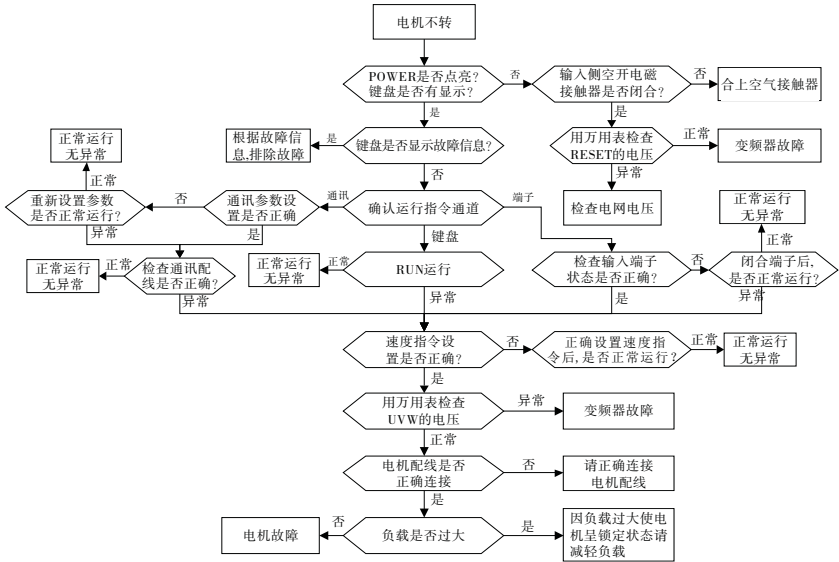 电机不转
POWER是否点亮?
键盘是否有显示?
否
输入侧空开电磁
接触器是否闭合?
否
合上空气接触器
是
是
正常运行
无异常
根据故障信
息,排除故障
是
键盘是否显示故障信息?
用万用表检查
RESET的电压
正常
变频器故障
正常
否
异常
重新设置参数
是否正常运行?
否
通讯参数设
置是否正确
通讯
确认运行指令通道
端子
检查电网电压
正常运行
无异常
异常
是
键盘
正常
正常运行
无异常
正常
检查通讯配
线是否正确?
正常运行
无异常
正常
RUN运行
检查输入端子
状态是否正确?
否
闭合端子后,
是否正常运行?
异常
异常
是
异常
速度指令设
置是否正确?
否
正确设置速度指
令后,是否正常运行?
正常
正常运行
无异常
是
用万用表检查
UVW的电压
异常
变频器故障
正常
电机配线是否
正确连接
否
请正确连接
电机配线
是
电机故障
否
负载是否过大
是
因负载过大使电
机呈锁定状态请
减轻负载